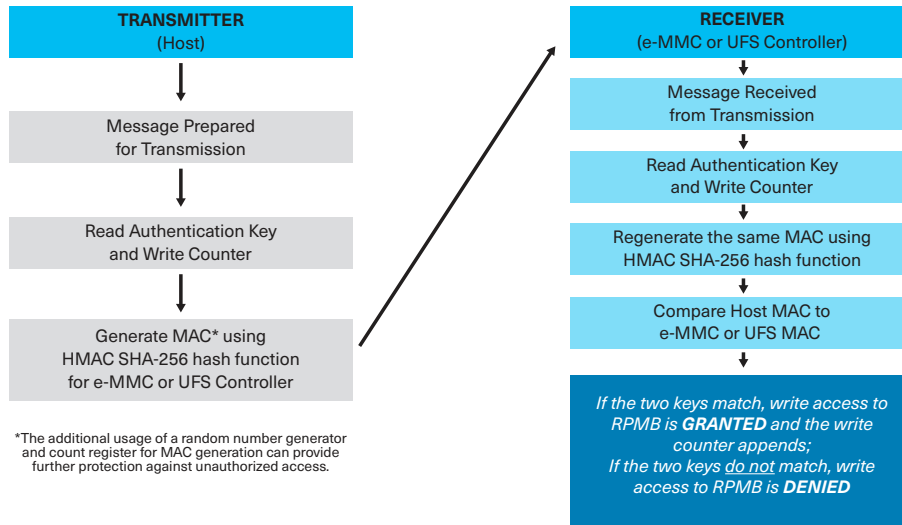 TRANSMITTER
(Host)
Message Prepared
for Transmission
Read Authentication Key
and Write Counter
Generate MAC* using
HMAC SHA-256 hash function
for e-MMC or UFS Controller
*The additional usage of a random number generator
and count register for MAC generation can provide
further protection against unauthorized access.
RECEIVER
(e-MMC or UFS Controller)
Message Received
from Transmission
Read Authentication Key
and Write Counter
Regenerate the same MAC using
HMAC SHA-256 hash function
Compare Host MAC to
e-MMC or UFS MAC
If the two keys match, write access to
RPMB is GRANTED and the write
counter appends;
If the two keys do not match, write
access to RPMB is DENIED